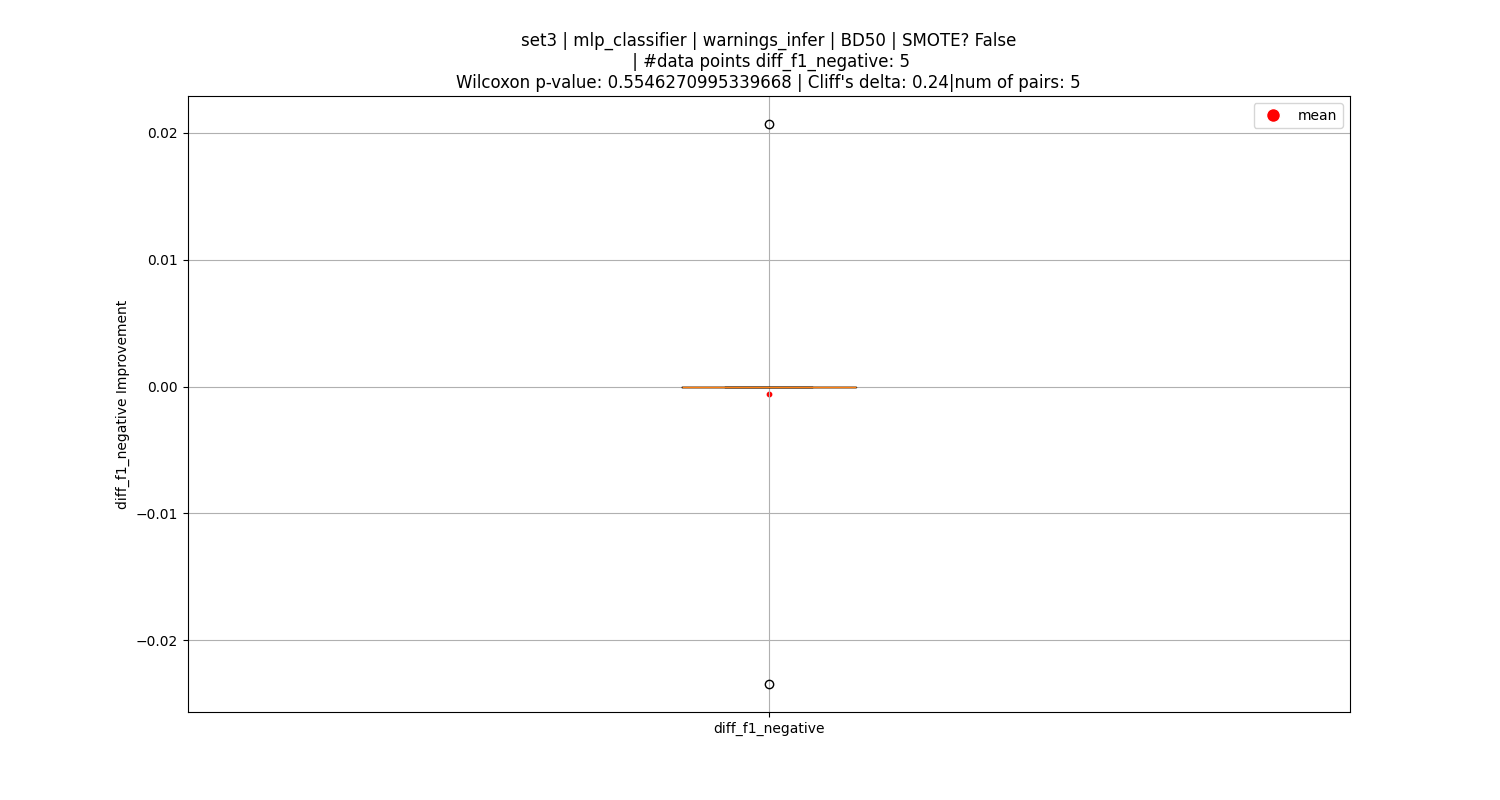 set3 | mlp_classifier | warnings_infer | BD50 | SMOTE? False
| #data points diff_f1_negative: 5
Wilcoxon p-value: 0.5546270995339668 | Cliff's delta: 0.24|num of pairs: 5
mean
0.02
0.01
0.00
−0.01
−0.02
diff_f1_negative Improvement
diff_f1_negative